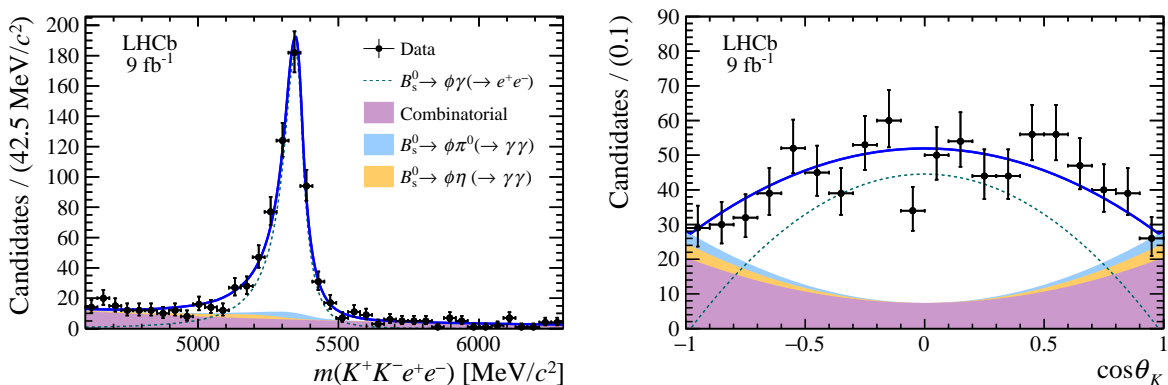 Candidates / (42.5 MeV/c²)
200
180
160
140
120
100
80
60
40
20
0
LHCb
9 fb⁻¹
Data
B⁰ₛ → ϕγ(→ e⁺e⁻)
Combinatorial
B⁰ₛ → ϕπ⁰(→ γγ)
B⁰ₛ → ϕη (→ γγ)
5000 5500 6000
m(K⁺K⁻e⁺e⁻) [MeV/c²]
Candidates / (0.1)
90
80
70
60
50
40
30
20
10
0
LHCb
9 fb⁻¹
−1 −0.5 0 0.5 1
cosθ_K